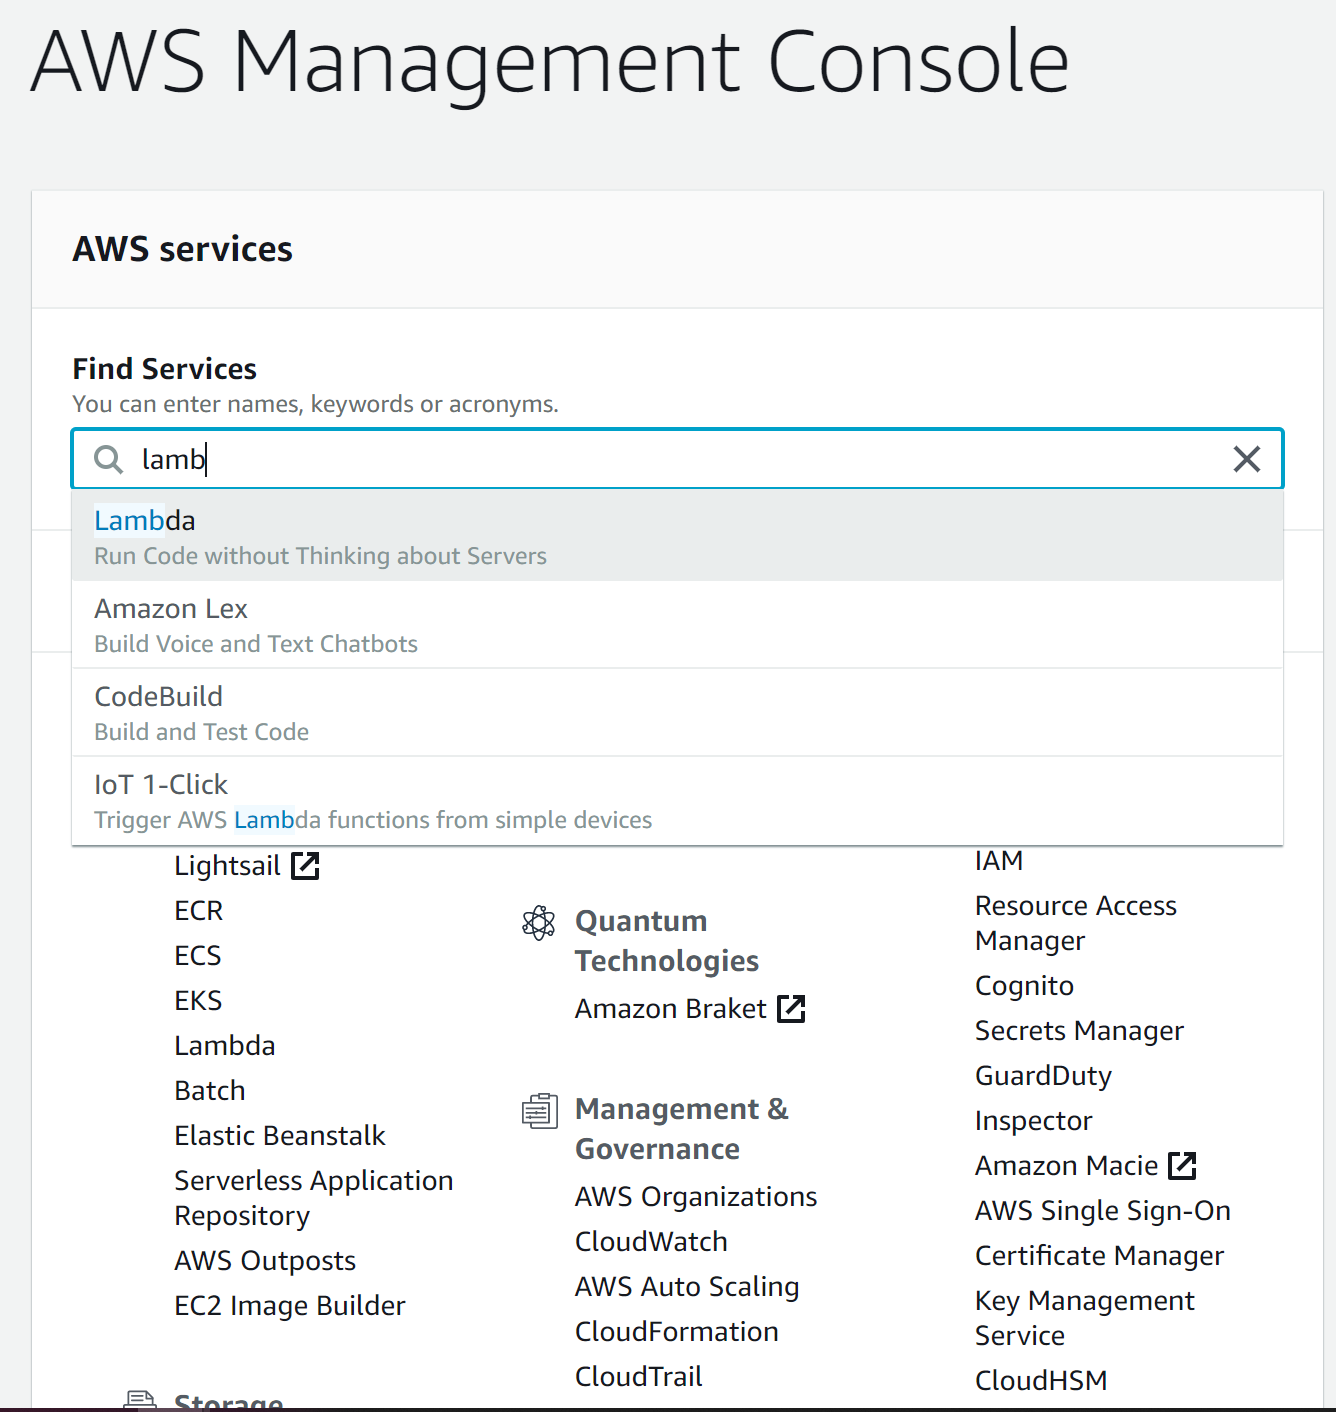 AWS Management Console
AWS services
Find Services
You can enter names, keywords or acronyms.
lamb
Lambda
Run Code without Thinking about Servers
Amazon Lex
Build Voice and Text Chatbots
CodeBuild
Build and Test Code
IoT 1-Click
Trigger AWS Lambda functions from simple devices
Lightsail
ECR
ECS
EKS
Lambda
Batch
Elastic Beanstalk
Serverless Application
Repository
AWS Outposts
EC2 Image Builder
Storage
Quantum
Technologies
Amazon Braket
Management &
Governance
AWS Organizations
CloudWatch
AWS Auto Scaling
CloudFormation
CloudTrail
IAM
Resource Access
Manager
Cognito
Secrets Manager
GuardDuty
Inspector
Amazon Macie
AWS Single Sign-On
Certificate Manager
Key Management
Service
CloudHSM